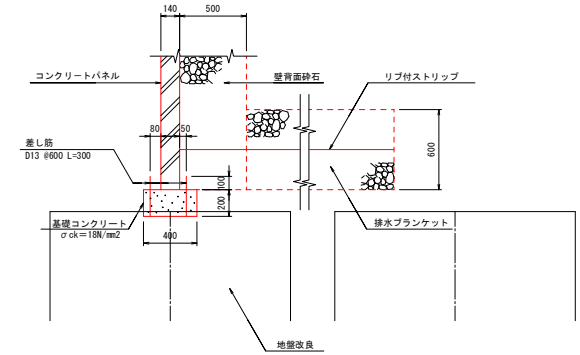 140
500
コンクリートパネル
壁背面砕石
リブ付ストリップ
80
50
600
差し筋
D13 @600 L=300
100
200
基礎コンクリート
σck=18N/mm2
400
排水ブランケット
地盤改良